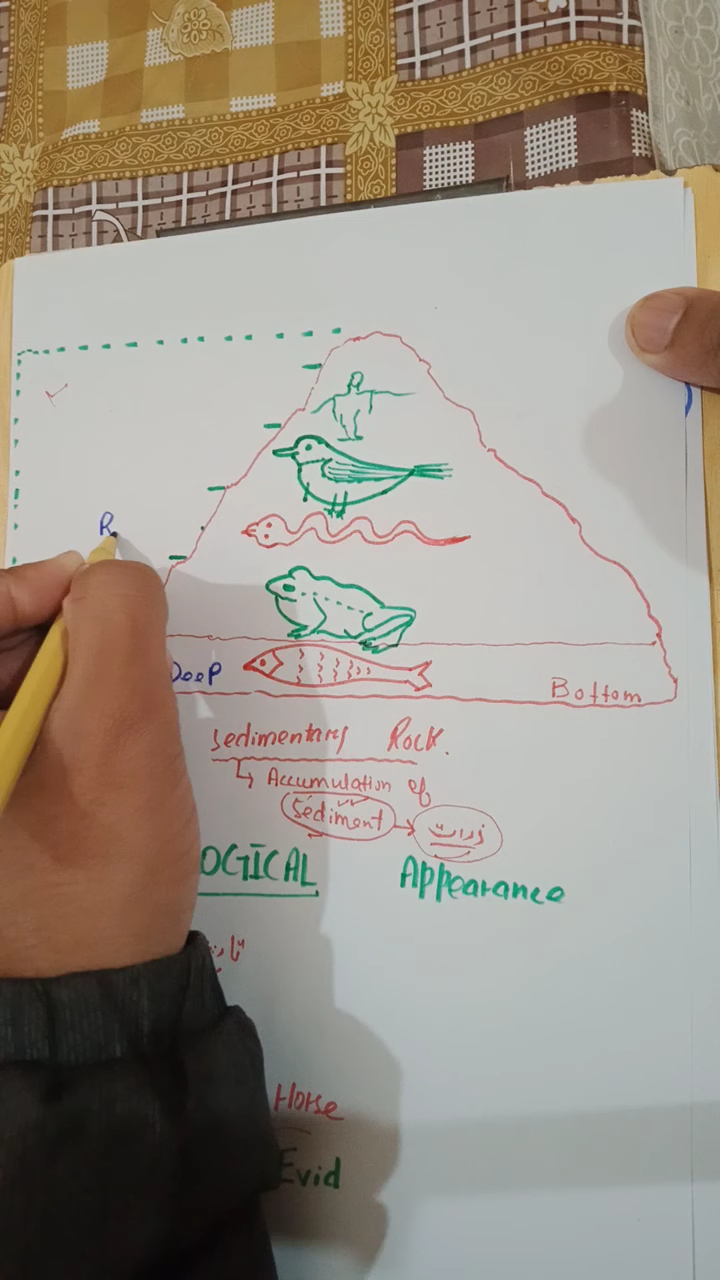 R
Deep
Bottom
Sedimentary Rock.
↳ Accumulation of
Sediment → ذرات
OGICAL Appearance
Horse
Evid